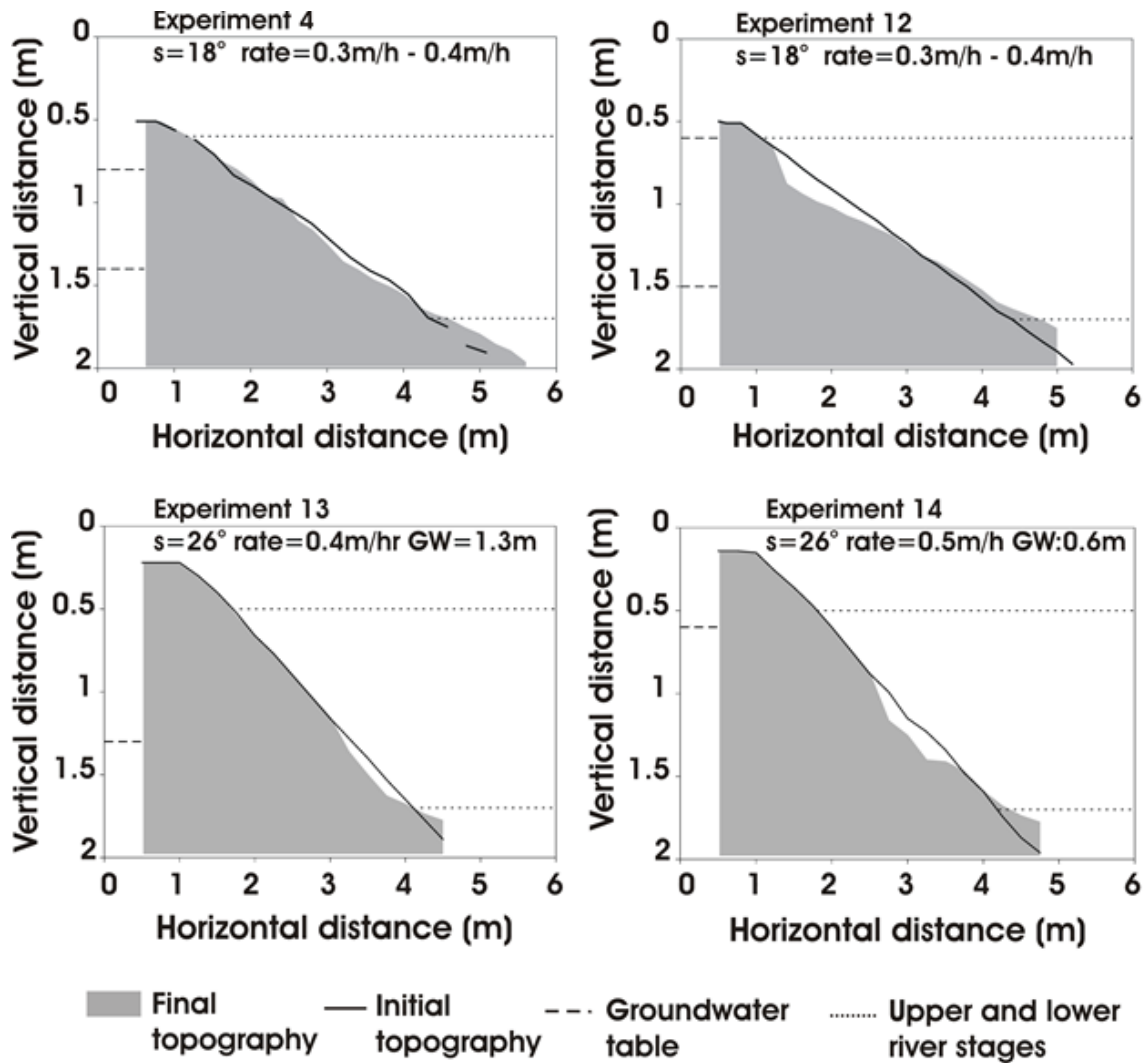 Experiment 4
s=18° rate=0.3m/h - 0.4m/h
Vertical distance (m)
0
0.5
1
1.5
2
0 1 2 3 4 5 6
Horizontal distance (m)
Experiment 12
s=18° rate=0.3m/h - 0.4m/h
Vertical distance (m)
0
0.5
1
1.5
2
0 1 2 3 4 5 6
Horizontal distance (m)
Experiment 13
s=26° rate=0.4m/hr GW=1.3m
Vertical distance (m)
0
0.5
1
1.5
2
0 1 2 3 4 5 6
Horizontal distance (m)
Experiment 14
s=26° rate=0.5m/h GW:0.6m
Vertical distance (m)
0
0.5
1
1.5
2
0 1 2 3 4 5 6
Horizontal distance (m)
Final
topography
Initial
topography
Groundwater
table
Upper and lower
river stages